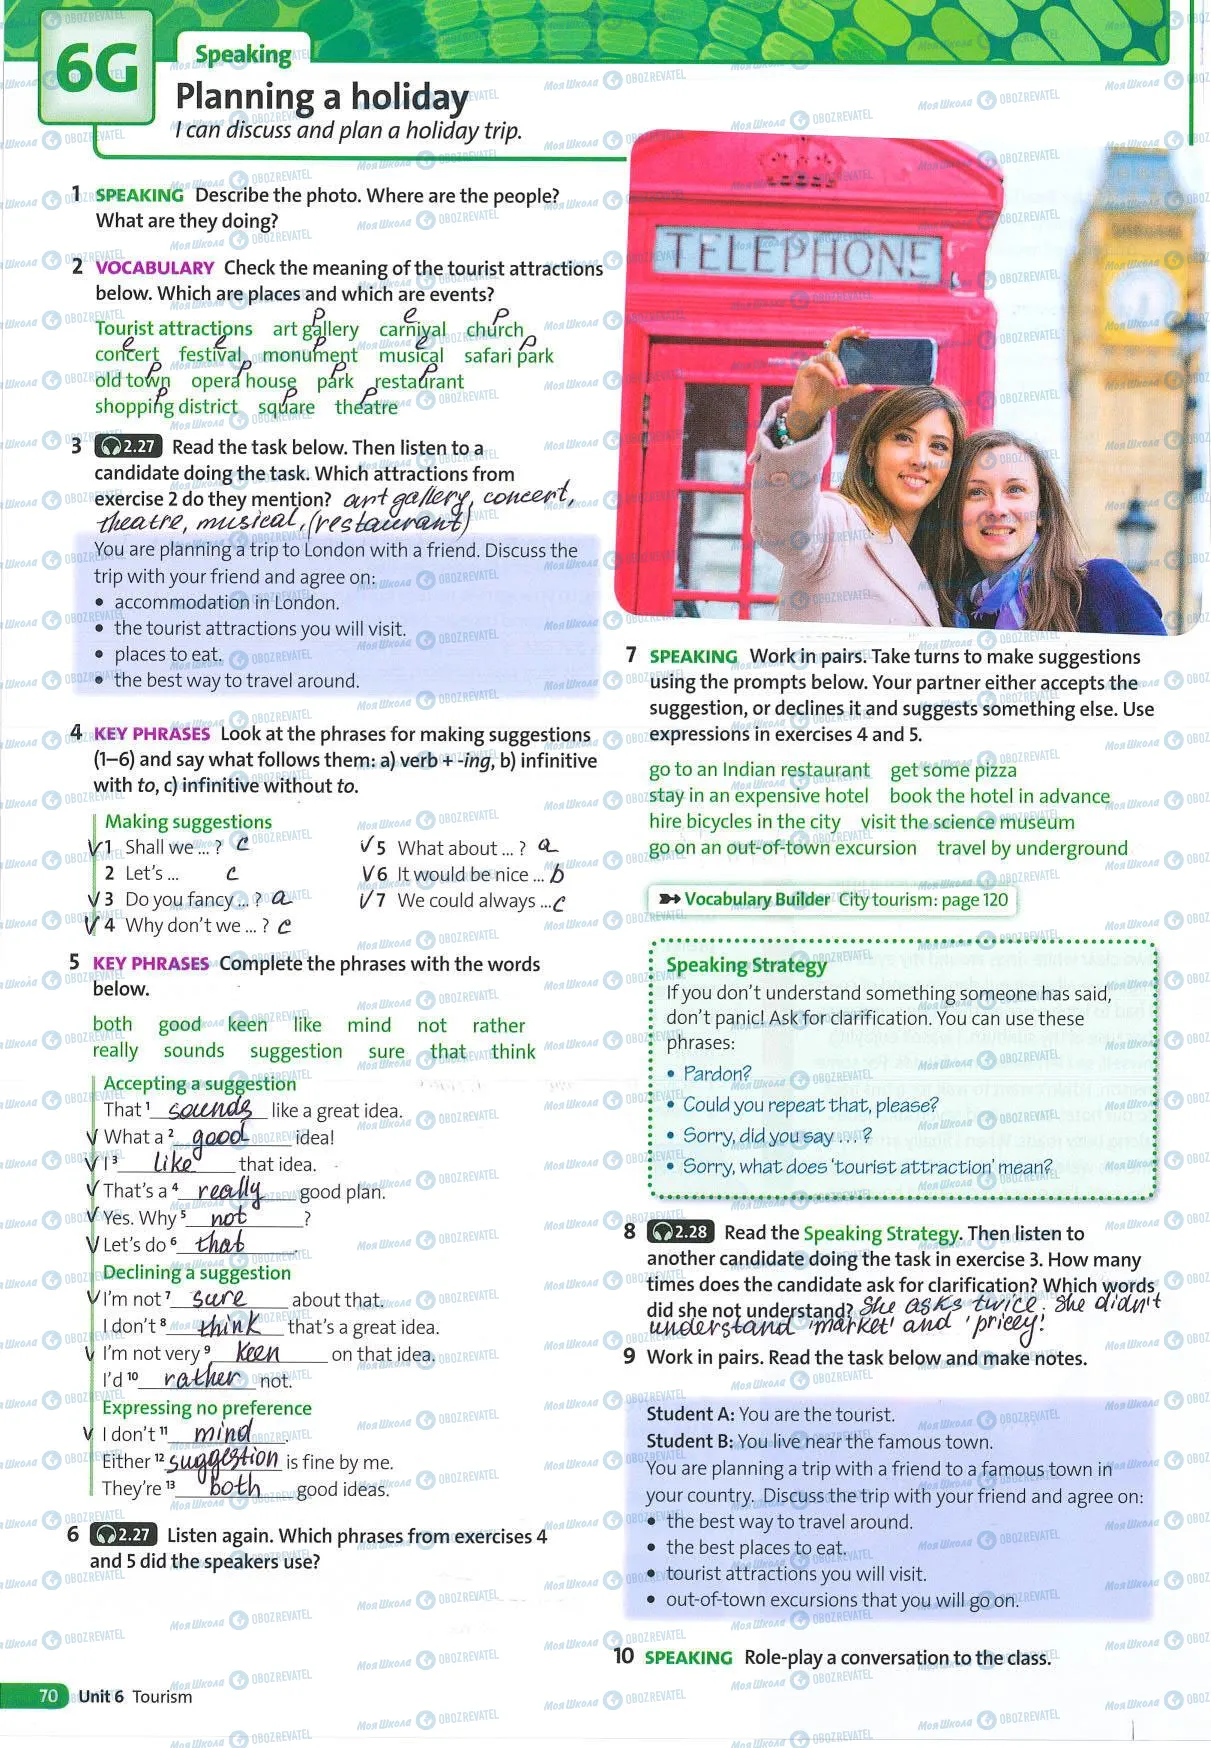 6G
Speaking
Planning a holiday
I can discuss and plan a holiday trip.
1 SPEAKING Describe the photo. Where are the people?
What are they doing?
2 VOCABULARY Check the meaning of the tourist attractions
below. Which are places and which are events?
p e p
Tourist attractions art gallery carnival church
e e p e p
concert festival monument musical safari park
p p p p
old town opera house park restaurant
p p p
shopping district square theatre
3 2.27 Read the task below. Then listen to a
candidate doing the task. Which attractions from
exercise 2 do they mention? art gallery, concert,
theatre, musical, (restaurant)
You are planning a trip to London with a friend. Discuss the
trip with your friend and agree on:
• accommodation in London.
• the tourist attractions you will visit.
• places to eat.
• the best way to travel around.
4 KEY PHRASES Look at the phrases for making suggestions
(1–6) and say what follows them: a) verb + -ing, b) infinitive
with to, c) infinitive without to.
Making suggestions
√1 Shall we ... ? c
2 Let's ... c
√3 Do you fancy ... ? a
√4 Why don't we ... ? c
√5 What about ... ? a
√6 It would be nice ... b
√7 We could always ... c
5 KEY PHRASES Complete the phrases with the words
below.
both good keen like mind not rather
really sounds suggestion sure that think
Accepting a suggestion
That 1 sounds like a great idea.
√ What a 2 good idea!
√ I 3 like that idea.
√ That's a 4 really good plan.
√ Yes. Why 5 not ?
√ Let's do 6 that .
Declining a suggestion
√ I'm not 7 sure about that.
I don't 8 think that's a great idea.
√ I'm not very 9 keen on that idea.
I'd 10 rather not.
Expressing no preference
√ I don't 11 mind .
Either 12 suggestion is fine by me.
They're 13 both good ideas.
6 2.27 Listen again. Which phrases from exercises 4
and 5 did the speakers use?
70 Unit 6 Tourism
TELEPHONE
7 SPEAKING Work in pairs. Take turns to make suggestions
using the prompts below. Your partner either accepts the
suggestion, or declines it and suggests something else. Use
expressions in exercises 4 and 5.
go to an Indian restaurant get some pizza
stay in an expensive hotel book the hotel in advance
hire bicycles in the city visit the science museum
go on an out-of-town excursion travel by underground
Vocabulary Builder City tourism: page 120
Speaking Strategy
If you don't understand something someone has said,
don't panic! Ask for clarification. You can use these
phrases:
• Pardon?
• Could you repeat that, please?
• Sorry, did you say . . . ?
• Sorry, what does 'tourist attraction' mean?
8 2.28 Read the Speaking Strategy. Then listen to
another candidate doing the task in exercise 3. How many
times does the candidate ask for clarification? Which words
did she not understand? She asks twice. She didn't
understand 'market' and 'pricey'.
9 Work in pairs. Read the task below and make notes.
Student A: You are the tourist.
Student B: You live near the famous town.
You are planning a trip with a friend to a famous town in
your country. Discuss the trip with your friend and agree on:
• the best way to travel around.
• the best places to eat.
• tourist attractions you will visit.
• out-of-town excursions that you will go on.
10 SPEAKING Role-play a conversation to the class.
Моя Школа OBOZREVATEL